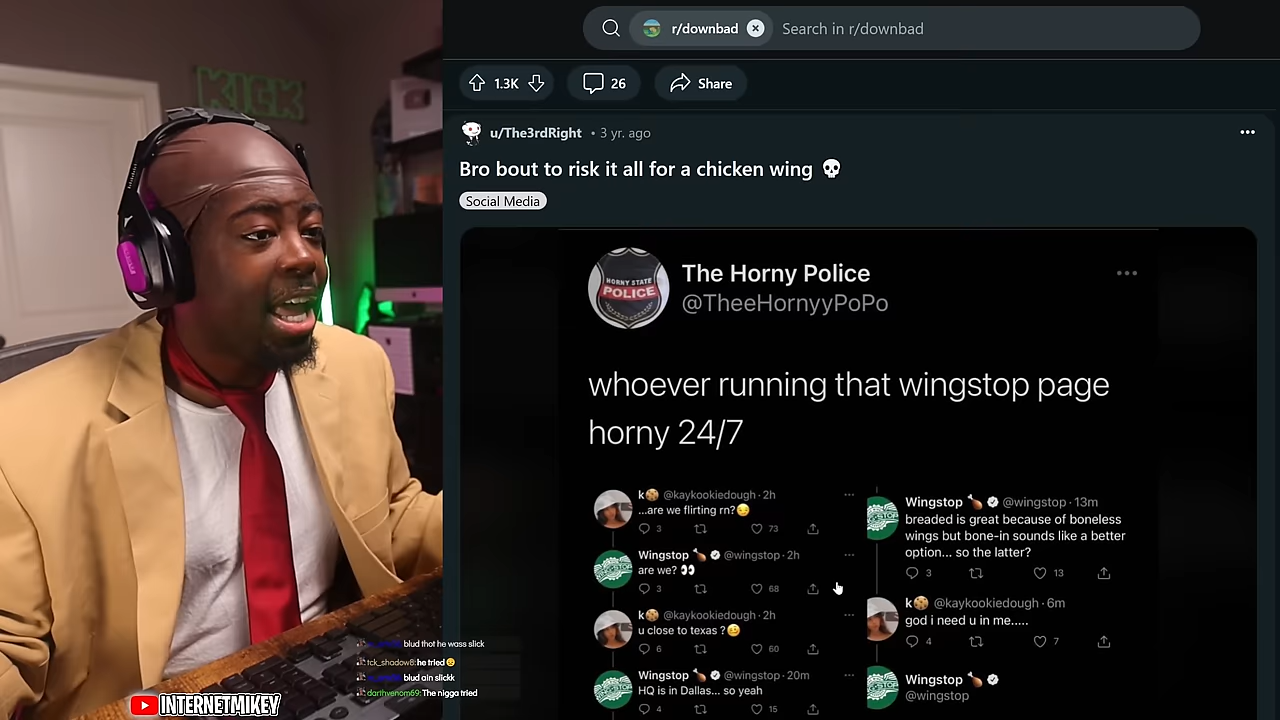 KICK
r/downbad
Search in r/downbad
1.3K
26
Share
u/The3rdRight • 3 yr. ago
Bro bout to risk it all for a chicken wing 💀
Social Media
HORNY STATE
POLICE
The Horny Police
@TheeHornyyPoPo
whoever running that wingstop page
horny 24/7
k🍪 @kaykookiedough · 2h
...are we flirting rn?😏
3
73
Wingstop 🍗 @wingstop · 2h
are we? 👀
3
68
k🍪 @kaykookiedough · 2h
u close to texas ?😉
6
60
Wingstop 🍗 @wingstop · 20m
HQ is in Dallas... so yeah
4
15
Wingstop 🍗 @wingstop · 13m
breaded is great because of boneless
wings but bone-in sounds like a better
option... so the latter?
3
13
k🍪 @kaykookiedough · 6m
god i need u in me.....
4
7
Wingstop 🍗
@wingstop
blud thot he wass slick
tck_shadow8: he tried
blud ain slickk
darthvenom69: The nigga tried
INTERNETMIKEY